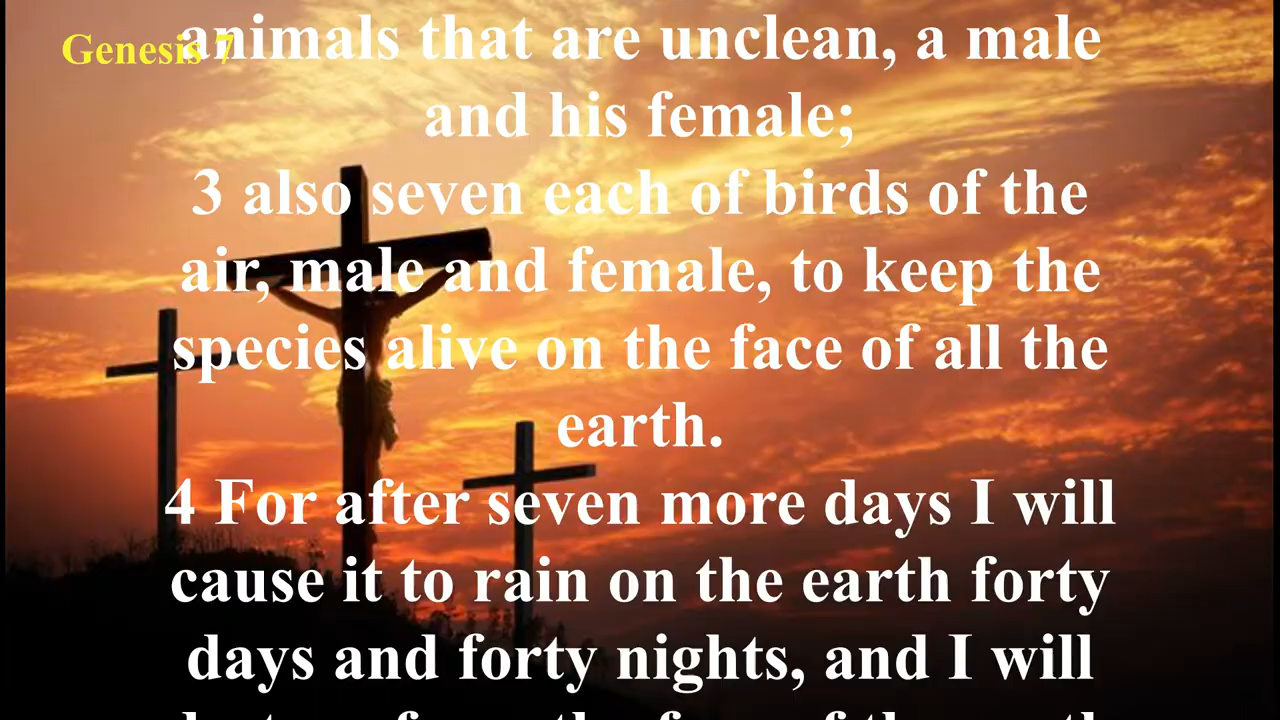 Genesis 7
animals that are unclean, a male
and his female;
3 also seven each of birds of the
air, male and female, to keep the
species alive on the face of all the
earth.
4 For after seven more days I will
cause it to rain on the earth forty
days and forty nights, and I will